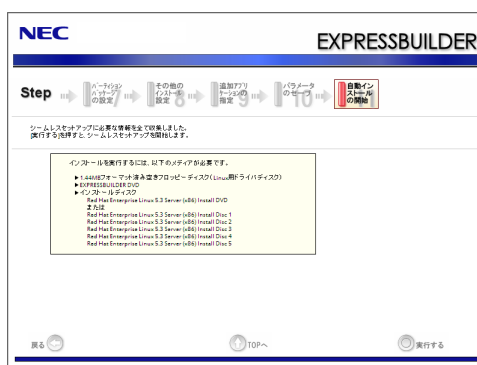 NEC
EXPRESSBUILDER
Step
パーティション
パッケージ
の設定
7
その他の
インストール
設定
8
追加アプリ
ケーションの
指定
9
パラメータ
のセーブ
10
自動イン
ストール
の開始
11
シームレスセットアップに必要な情報を全て収集しました。
[実行する]を押すと、シームレスセットアップを開始します。
インストールを実行するには、以下のメディアが必要です。
▶1.44MBフォーマット済み空きフロッピーディスク(Linux用ドライバディスク)
▶EXPRESSBUILDER DVD
▶インストールディスク
Red Hat Enterprise Linux 5.3 Server (x86) Install DVD
または
Red Hat Enterprise Linux 5.3 Server (x86) Install Disc 1
Red Hat Enterprise Linux 5.3 Server (x86) Install Disc 2
Red Hat Enterprise Linux 5.3 Server (x86) Install Disc 3
Red Hat Enterprise Linux 5.3 Server (x86) Install Disc 4
Red Hat Enterprise Linux 5.3 Server (x86) Install Disc 5
戻る
TOPへ
実行する